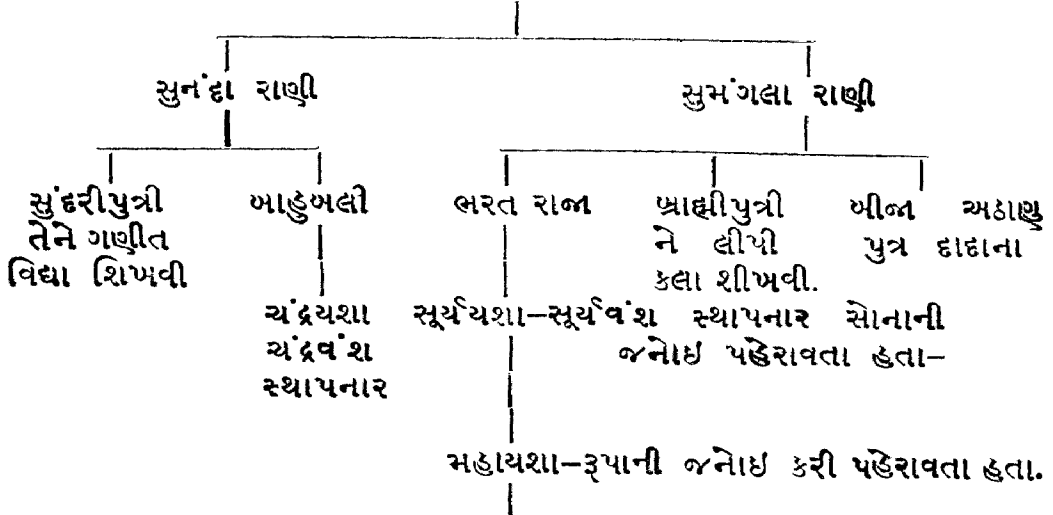 સુનંદા રાણી
સુમંગલા રાણી
સુંદરીપુત્રી
તેને ગણીત
વિદ્યા શિખવી
બાહુબલી
ભરત રાજા
બ્રાહ્મીપુત્રી
ને લીપી
કલા શીખવી.
બીજા અઠાણુ
પુત્ર દાદાના
ચંદ્રયશા
ચંદ્રવંશ
સ્થાપનાર
સૂર્યયશા–સૂર્યવંશ સ્થાપનાર સોનાની
જનોઇ પહેરાવતા હતા–
મહાયશા–રૂપાની જનોઇ કરી પહેરાવતા હતા.